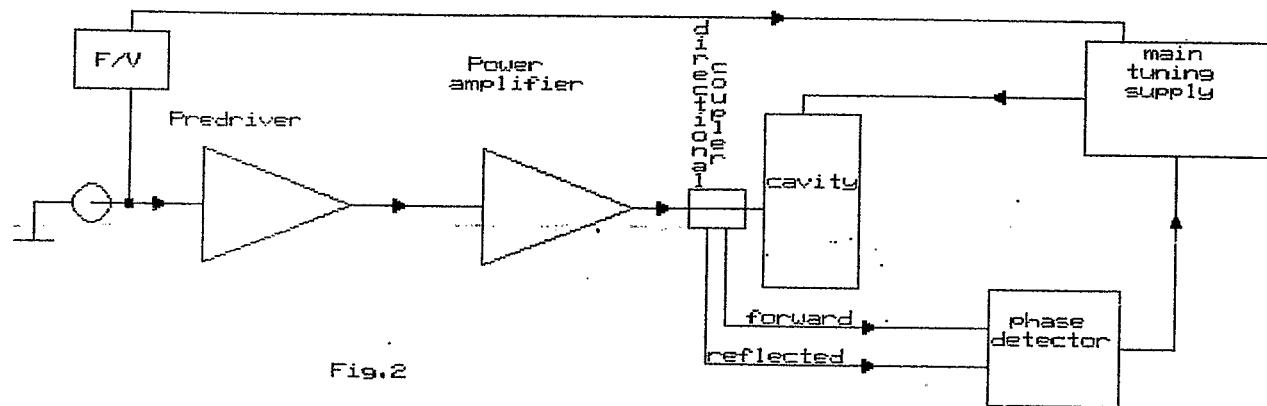 F/V
Predriver
Power
amplifier
directional
coupler
cavity
main
tuning
supply
forward
reflected
phase
detector
Fig.2